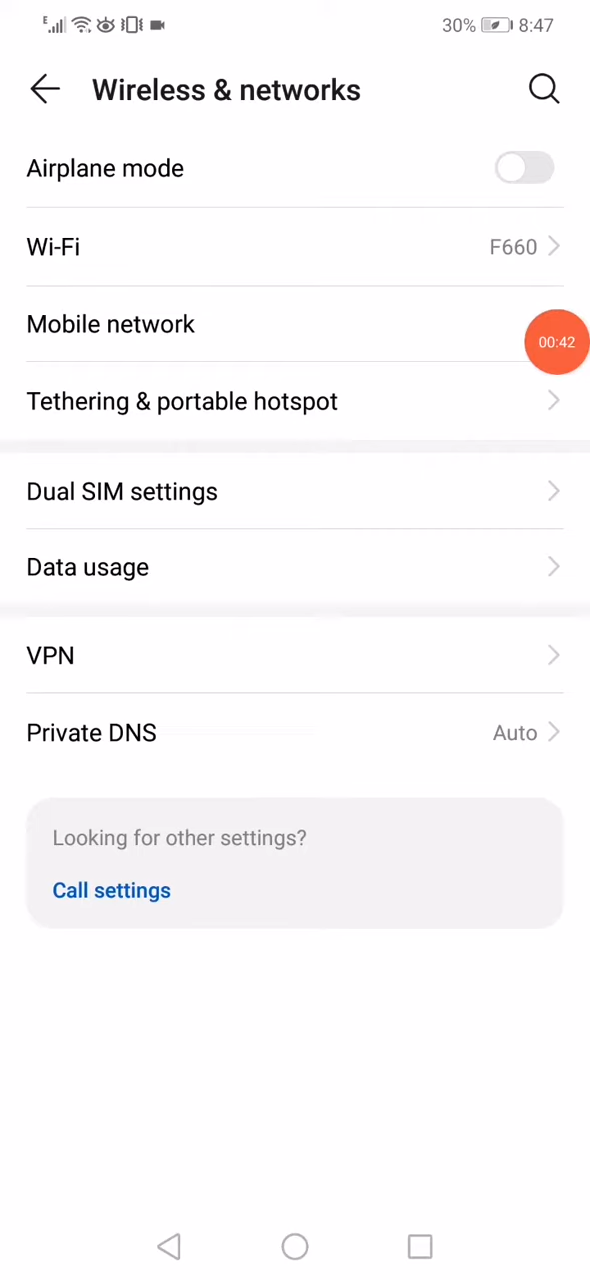 E 30% 8:47
Wireless & networks
Airplane mode
Wi-Fi F660
Mobile network
00:42
Tethering & portable hotspot
Dual SIM settings
Data usage
VPN
Private DNS Auto
Looking for other settings?
Call settings